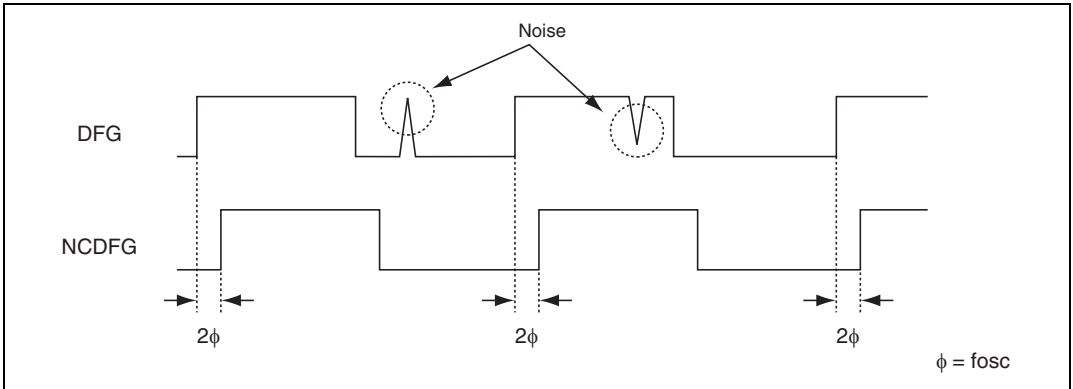 Noise
DFG
NCDFG
2ϕ 2ϕ 2ϕ
ϕ = fosc